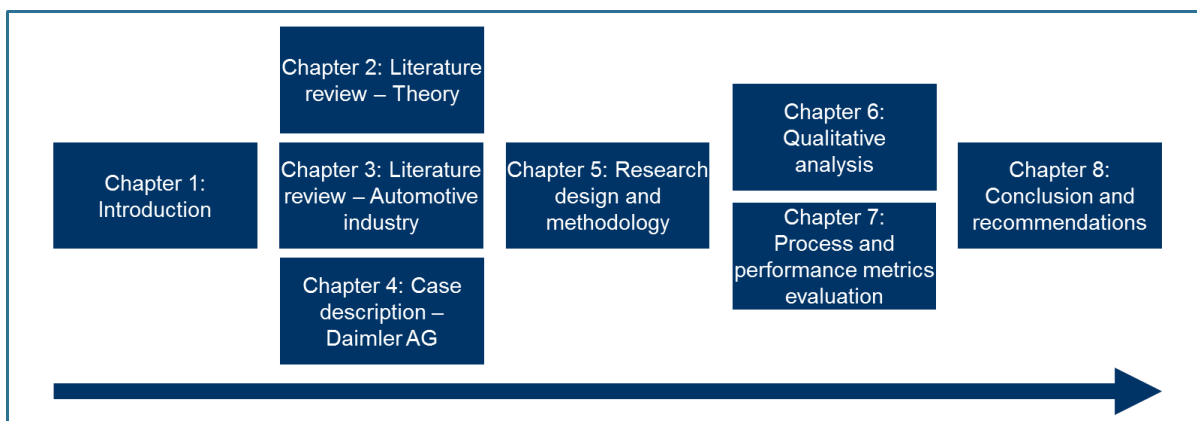 Chapter 1:
Introduction
Chapter 2: Literature
review – Theory
Chapter 3: Literature
review – Automotive
industry
Chapter 4: Case
description –
Daimler AG
Chapter 5: Research
design and
methodology
Chapter 6:
Qualitative
analysis
Chapter 7:
Process and
performance metrics
evaluation
Chapter 8:
Conclusion and
recommendations